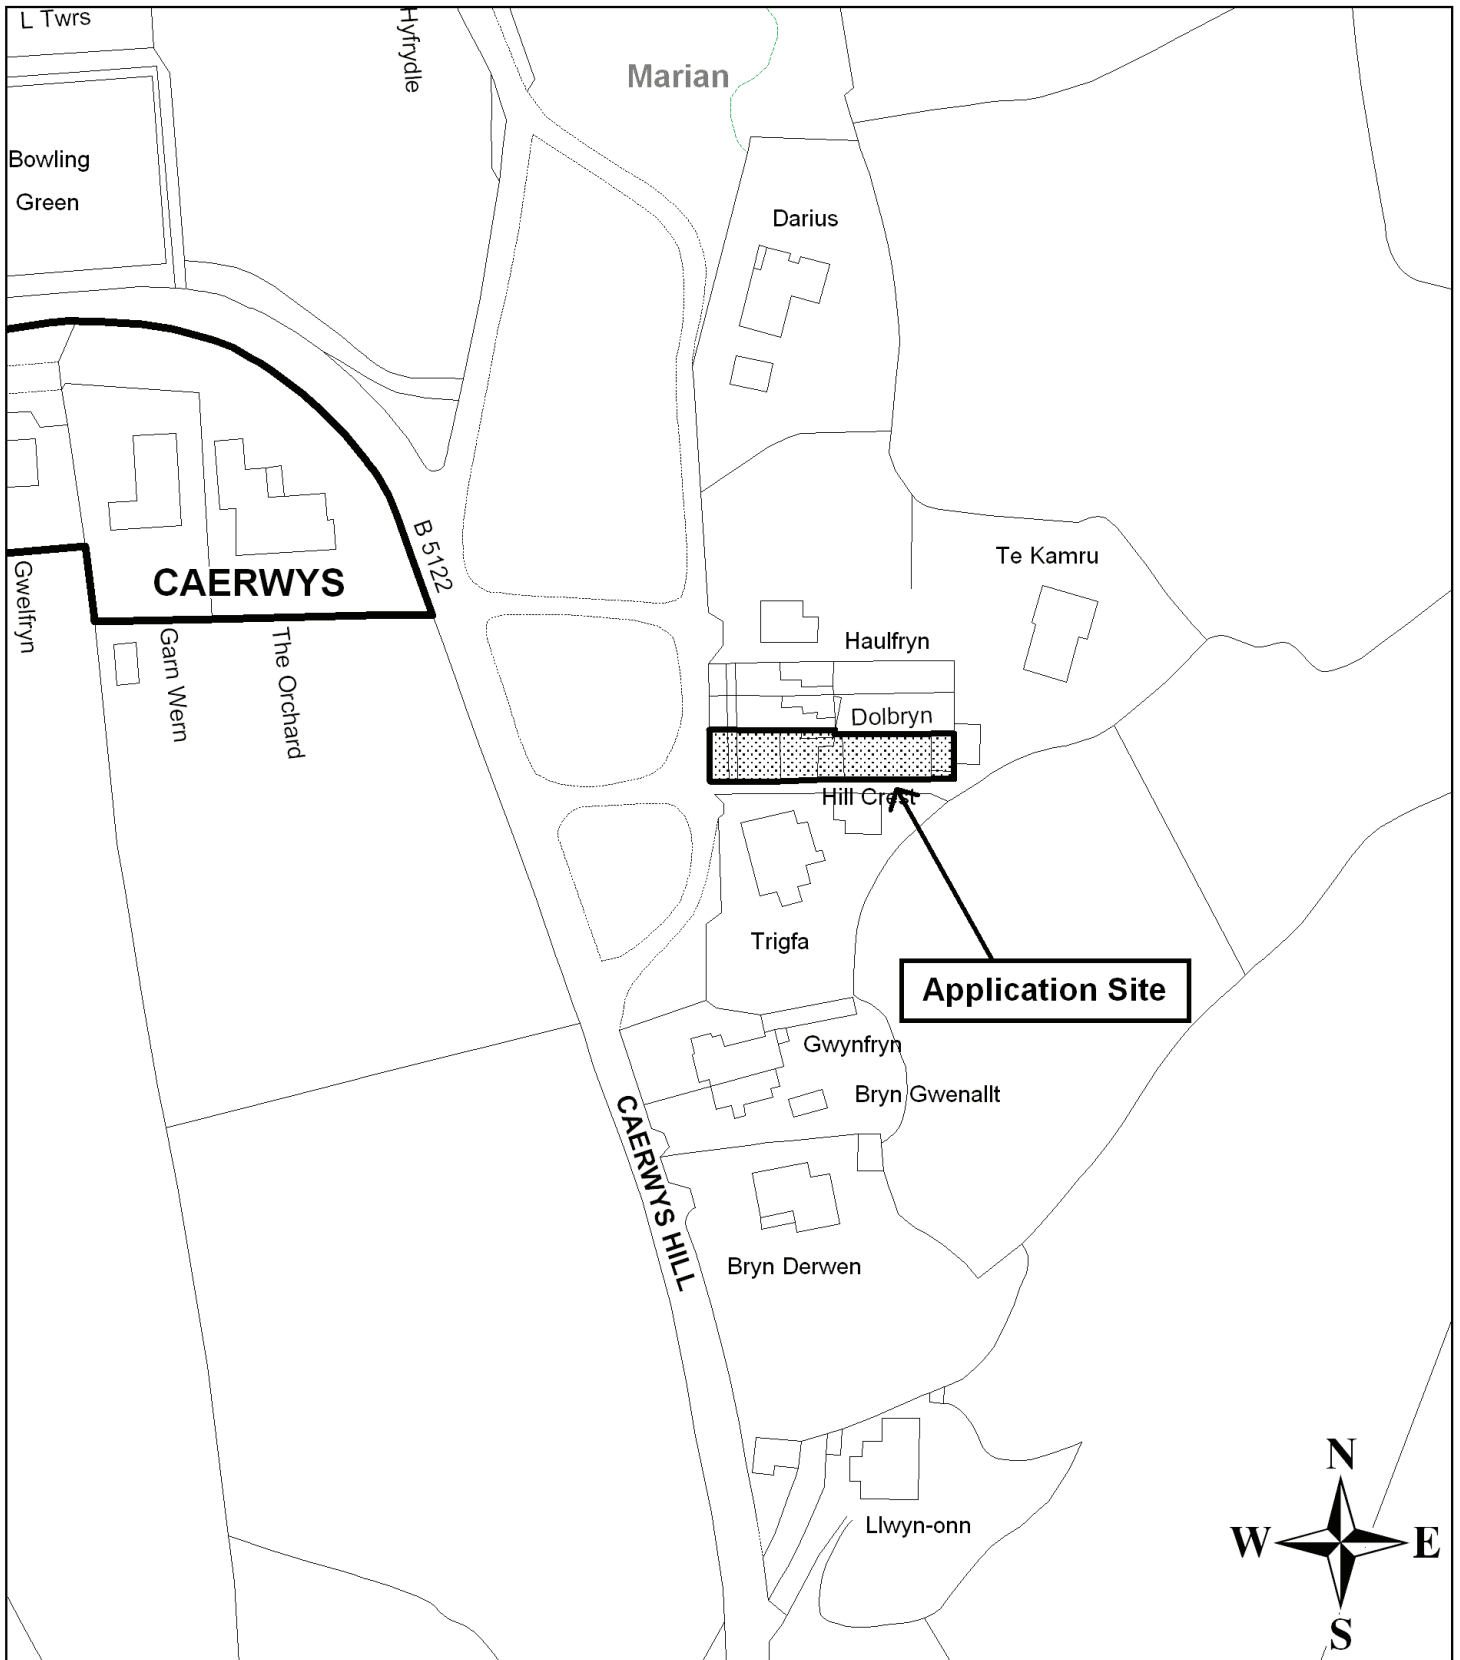 L Twrs
Hyfrydle
Marian
Bowling
Green
Darius
B 5122
Te Kamru
CAERWYS
Gwelfryn
Garn Wern
The Orchard
Haulfryn
Dolbryn
Hill Crest
Trigfa
Application Site
Gwynfryn
Bryn Gwenallt
CAERWYS HILL
Bryn Derwen
Llwyn-onn
N
W
E
S